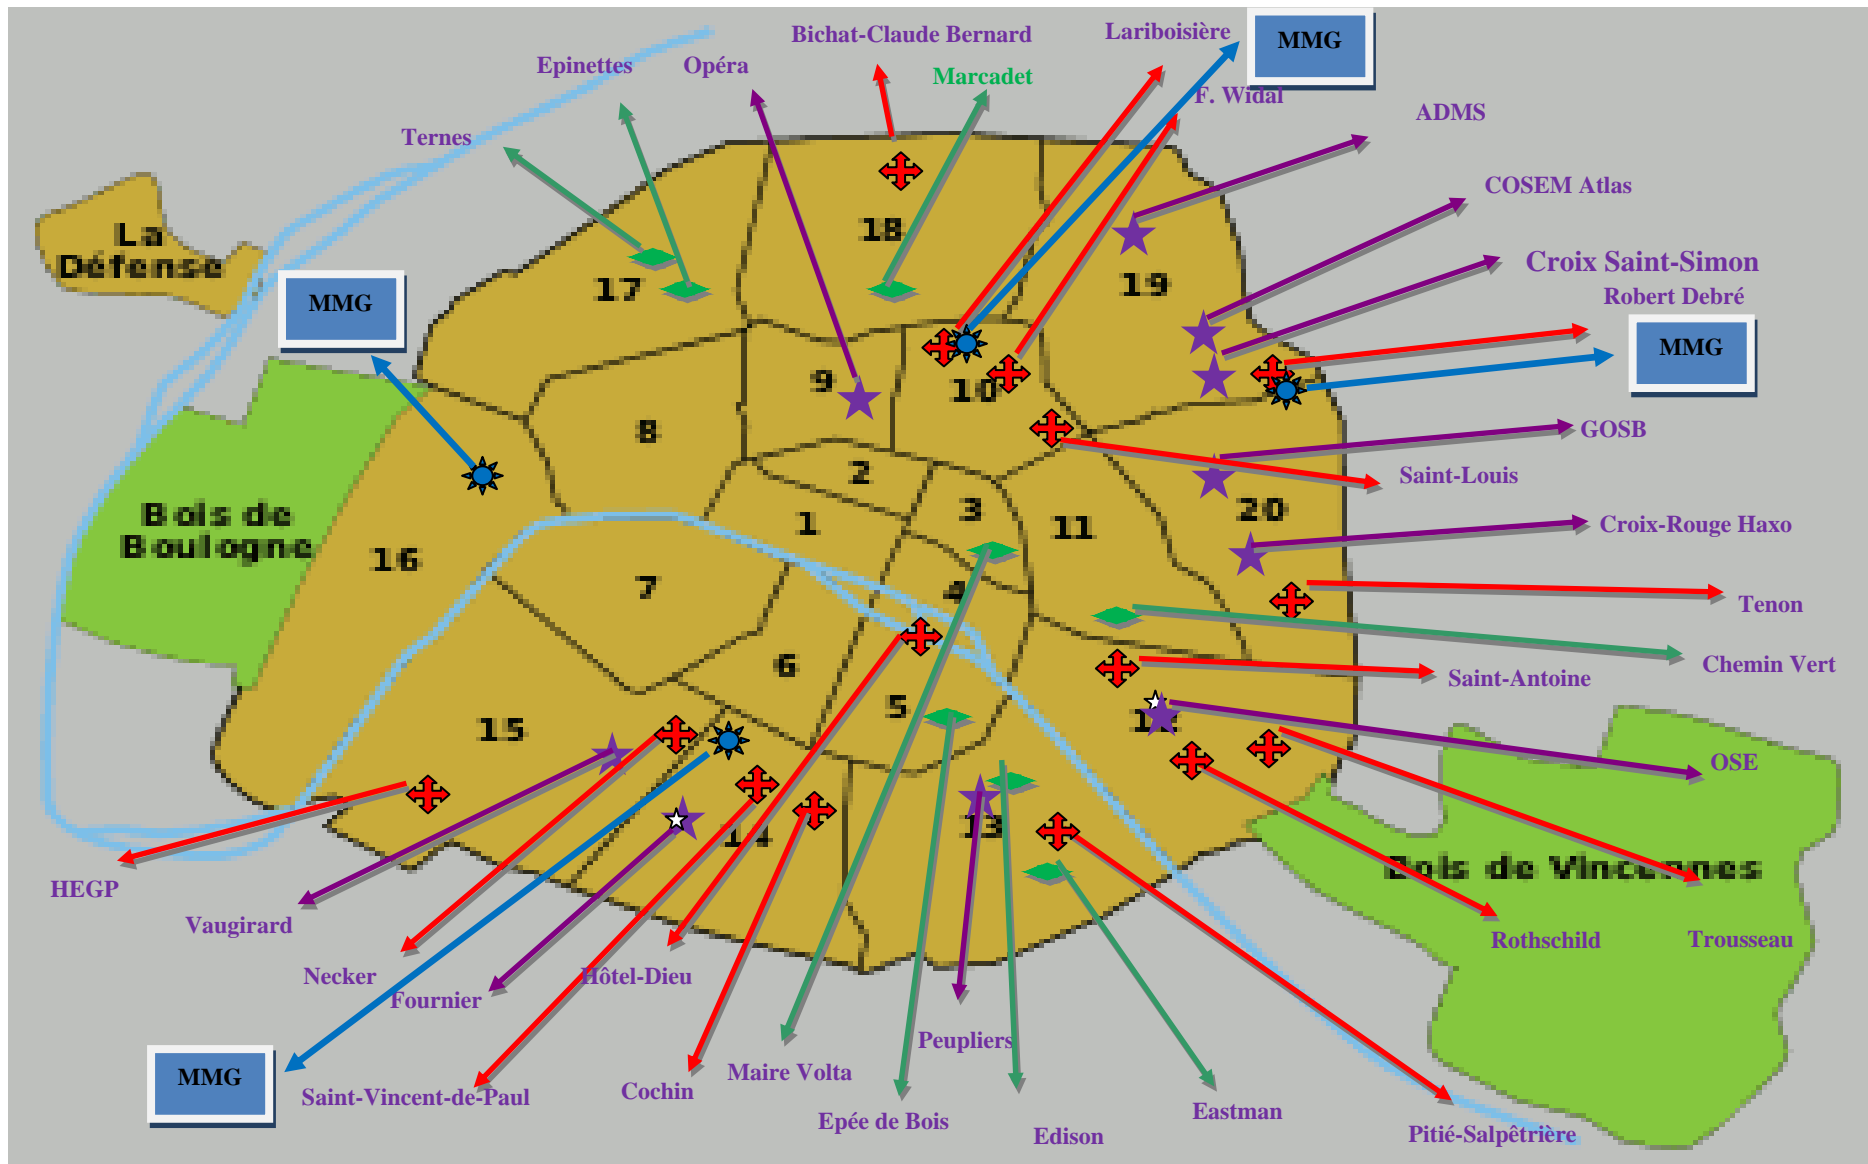 Bichat-Claude Bernard
Lariboisière
MMG
Epinettes
Opéra
Marcadet
F. Widal
ADMS
Ternes
COSEM Atlas
La
Défense
18
Croix Saint-Simon
17
19
Robert Debré
MMG
MMG
9
10
8
GOSB
2
Saint-Louis
Bois de
Boulogne
1
3
11
20
Croix-Rouge Haxo
16
7
4
Tenon
6
Chemin Vert
Saint-Antoine
5
15
12
OSE
14
13
Bois de Vincennes
HEGP
Vaugirard
Rothschild
Trousseau
Necker
Hôtel-Dieu
Fournier
Peupliers
MMG
Maire Volta
Saint-Vincent-de-Paul
Cochin
Epée de Bois
Eastman
Edison
Pitié-Salpêtrière